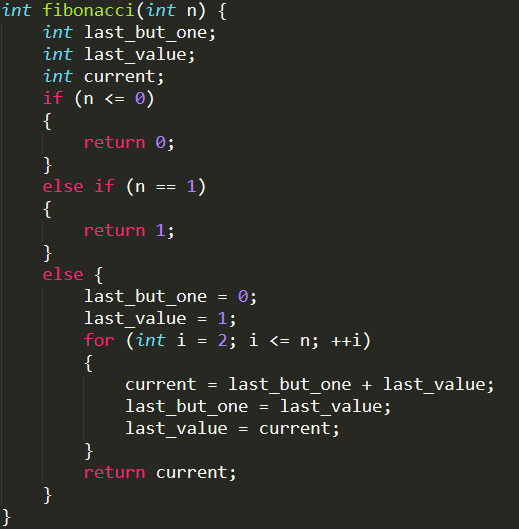 int fibonacci(int n) {
    int last_but_one;
    int last_value;
    int current;
    if (n <= 0)
    {
        return 0;
    }
    else if (n == 1)
    {
        return 1;
    }
    else {
        last_but_one = 0;
        last_value = 1;
        for (int i = 2; i <= n; ++i)
        {
            current = last_but_one + last_value;
            last_but_one = last_value;
            last_value = current;
        }
        return current;
    }
}